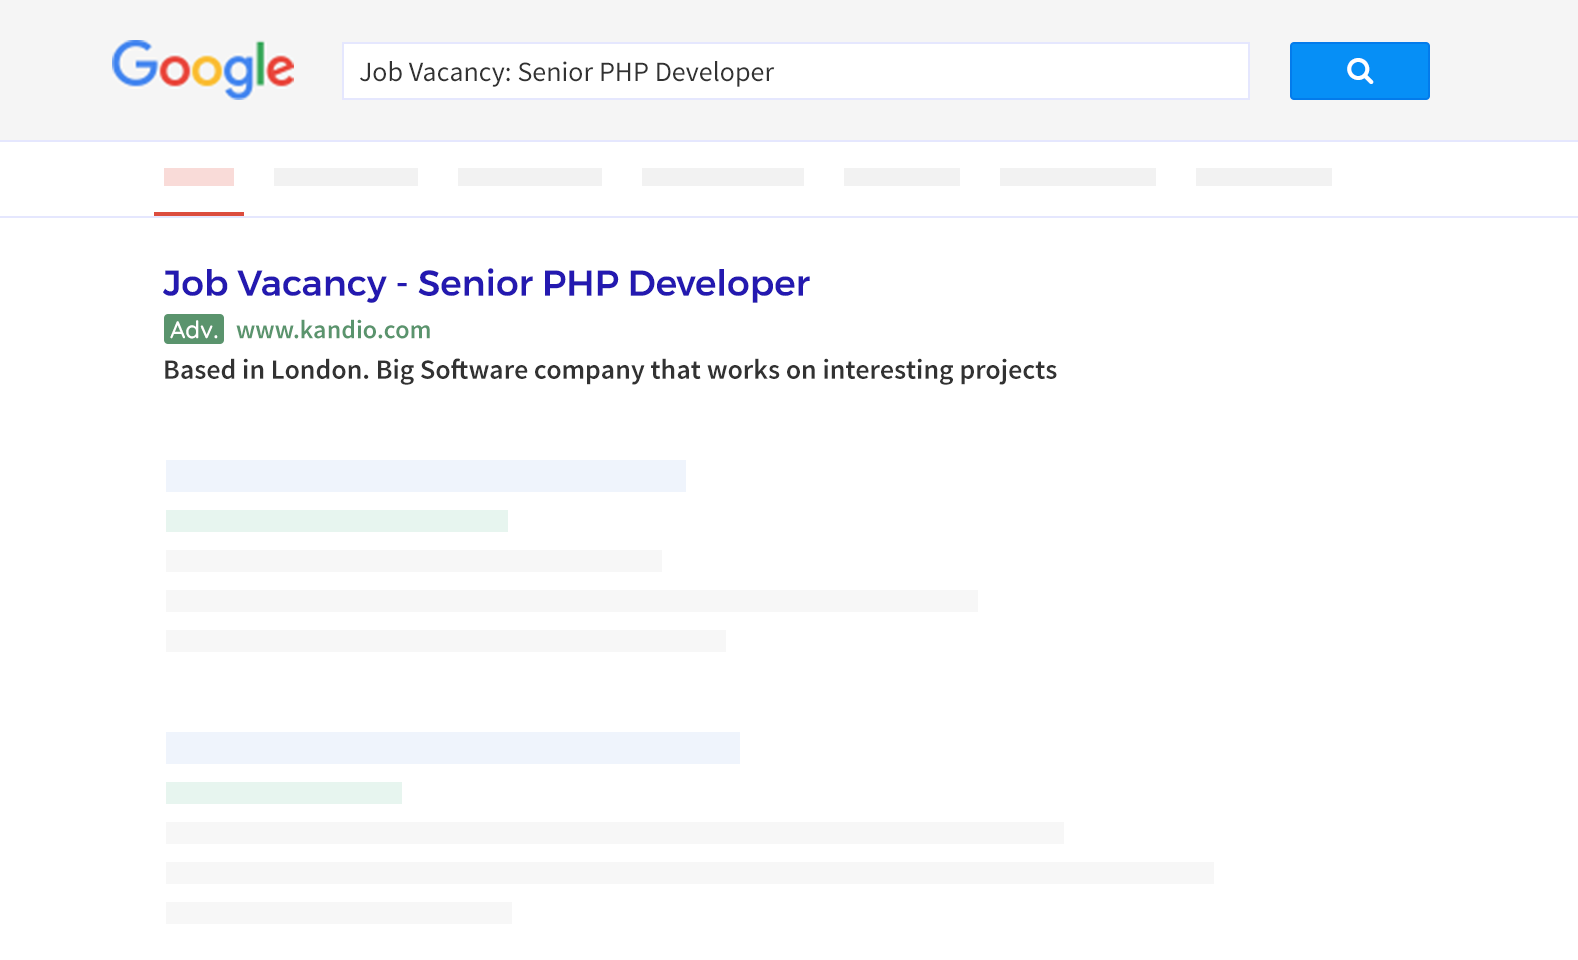 Google
Job Vacancy: Senior PHP Developer
Job Vacancy - Senior PHP Developer
Adv. www.kandio.com
Based in London. Big Software company that works on interesting projects